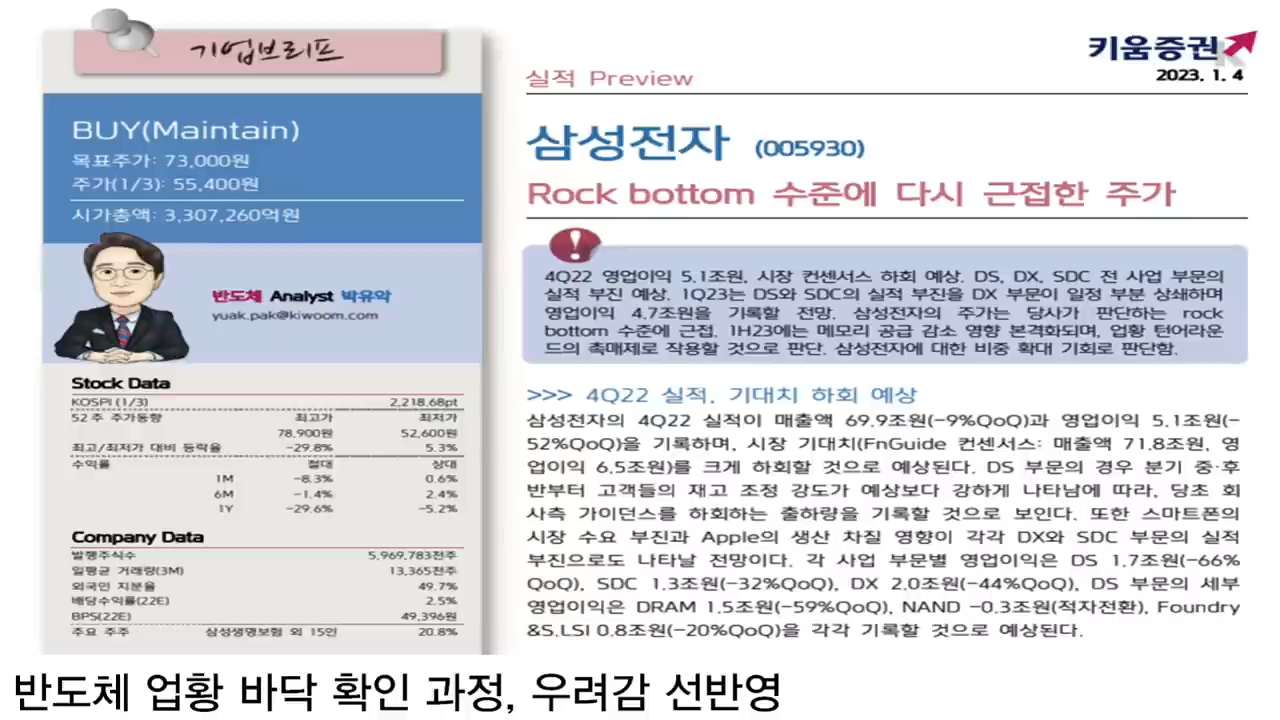 기업브리프
BUY(Maintain)
목표주가: 73,000원
주가(1/3): 55,400원
시가총액: 3,307,260억원
반도체 Analyst 박유악
yuak.pak@kiwoom.com
Stock Data
KOSPI (1/3) 2,218.68pt
52 주 주가동향 최고가 최저가
78,900원 52,600원
최고/최저가 대비 등락율 -29.8% 5.3%
수익률 절대 상대
1M -8.3% 0.6%
6M -1.4% 2.4%
1Y -29.6% -5.2%
Company Data
발행주식수 5,969,783천주
일평균 거래량(3M) 13,365천주
외국인 지분율 49.7%
배당수익률(22E) 2.5%
BPS(22E) 49,396원
주요 주주 삼성생명보험 외 15인 20.8%
키움증권
2023. 1. 4
실적 Preview
삼성전자 (005930)
Rock bottom 수준에 다시 근접한 주가
4Q22 영업이익 5.1조원, 시장 컨센서스 하회 예상. DS, DX, SDC 전 사업 부문의
실적 부진 예상. 1Q23는 DS와 SDC의 실적 부진을 DX 부문이 일정 부분 상쇄하며
영업이익 4.7조원을 기록할 전망. 삼성전자의 주가는 당사가 판단하는 rock
bottom 수준에 근접. 1H23에는 메모리 공급 감소 영향 본격화되며, 업황 턴어라운
드의 촉매제로 작용할 것으로 판단. 삼성전자에 대한 비중 확대 기회로 판단함.
>>> 4Q22 실적, 기대치 하회 예상
삼성전자의 4Q22 실적이 매출액 69.9조원(-9%QoQ)과 영업이익 5.1조원(-
52%QoQ)을 기록하며, 시장 기대치(FnGuide 컨센서스: 매출액 71.8조원, 영
업이익 6.5조원)를 크게 하회할 것으로 예상된다. DS 부문의 경우 분기 중·후
반부터 고객들의 재고 조정 강도가 예상보다 강하게 나타남에 따라, 당초 회
사측 가이던스를 하회하는 출하량을 기록할 것으로 보인다. 또한 스마트폰의
시장 수요 부진과 Apple의 생산 차질 영향이 각각 DX와 SDC 부문의 실적
부진으로도 나타날 전망이다. 각 사업 부문별 영업이익은 DS 1.7조원(-66%
QoQ), SDC 1.3조원(-32%QoQ), DX 2.0조원(-44%QoQ), DS 부문의 세부
영업이익은 DRAM 1.5조원(-59%QoQ), NAND -0.3조원(적자전환), Foundry
&S.LSI 0.8조원(-20%QoQ)을 각각 기록할 것으로 예상된다.
반도체 업황 바닥 확인 과정, 우려감 선반영